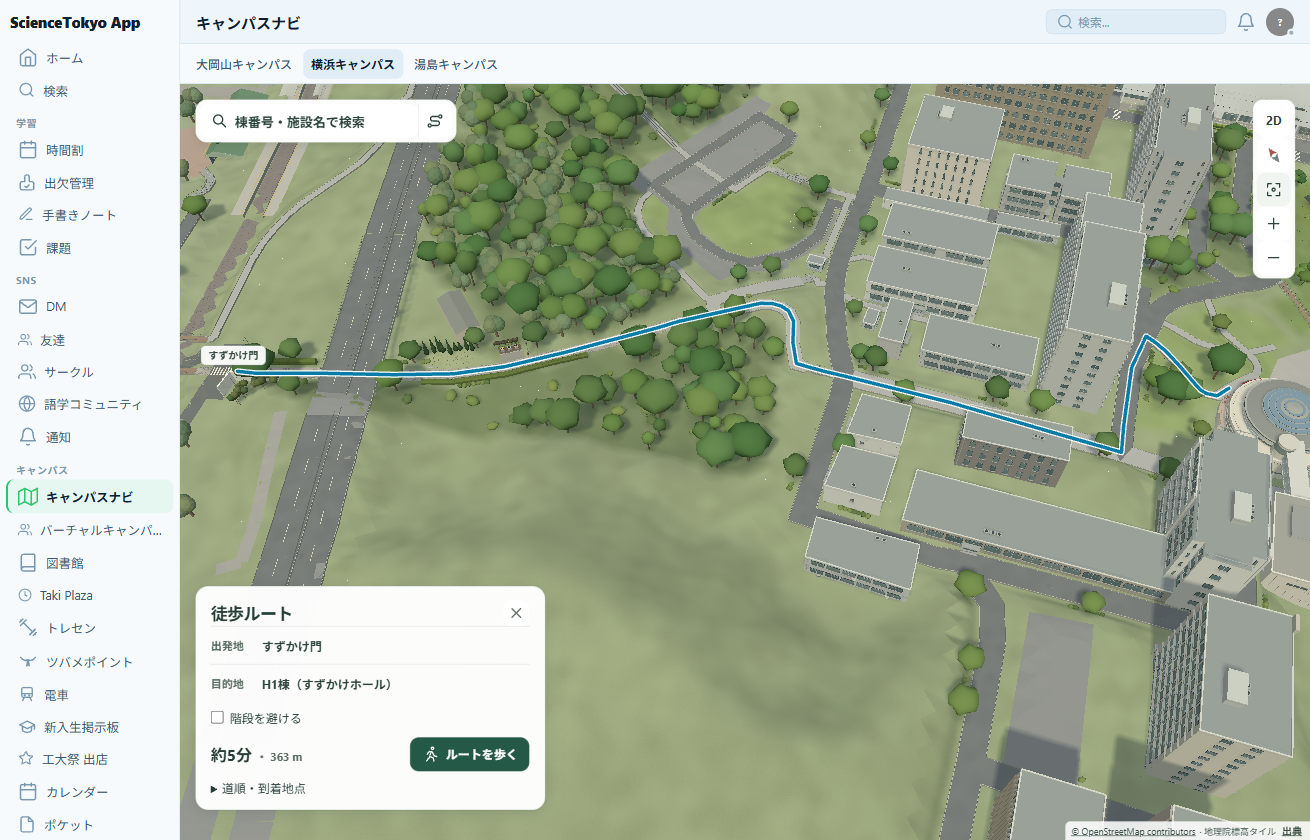 ScienceTokyo App
ホーム
検索
学習
時間割
出欠管理
手書きノート
課題
SNS
DM
友達
サークル
語学コミュニティ
通知
キャンパス
キャンパスナビ
バーチャルキャンパ...
図書館
Taki Plaza
トレセン
ツバメポイント
電車
新入生掲示板
工大祭 出店
カレンダー
ポケット
キャンパスナビ
検索...
?
大岡山キャンパス 横浜キャンパス 湯島キャンパス
棟番号・施設名で検索
2D
+
−
すずかけ門
徒歩ルート
出発地 すずかけ門
目的地 H1棟（すずかけホール）
階段を避ける
約5分 ・ 363 m
ルートを歩く
▶ 道順・到着地点
© OpenStreetMap contributors · 地理院標高タイル 出典